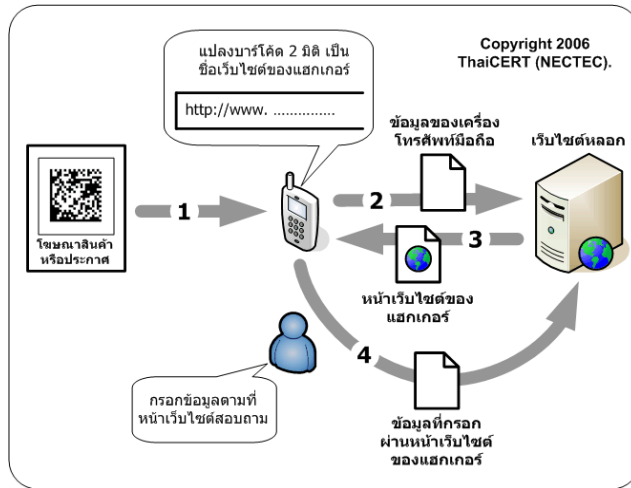 แปลงบาร์โค้ด 2 มิติ เป็น
ชื่อเว็บไซต์ของแฮกเกอร์
http://www. ...............
Copyright 2006
ThaiCERT (NECTEC).
ข้อมูลของเครื่อง
โทรศัพท์มือถือ
เว็บไซต์หลอก
1
2
3
โฆษณาสินค้า
หรือประกาศ
หน้าเว็บไซต์ของ
แฮกเกอร์
4
กรอกข้อมูลตามที่
หน้าเว็บไซต์สอบถาม
ข้อมูลที่กรอก
ผ่านหน้าเว็บไซต์
ของแฮกเกอร์